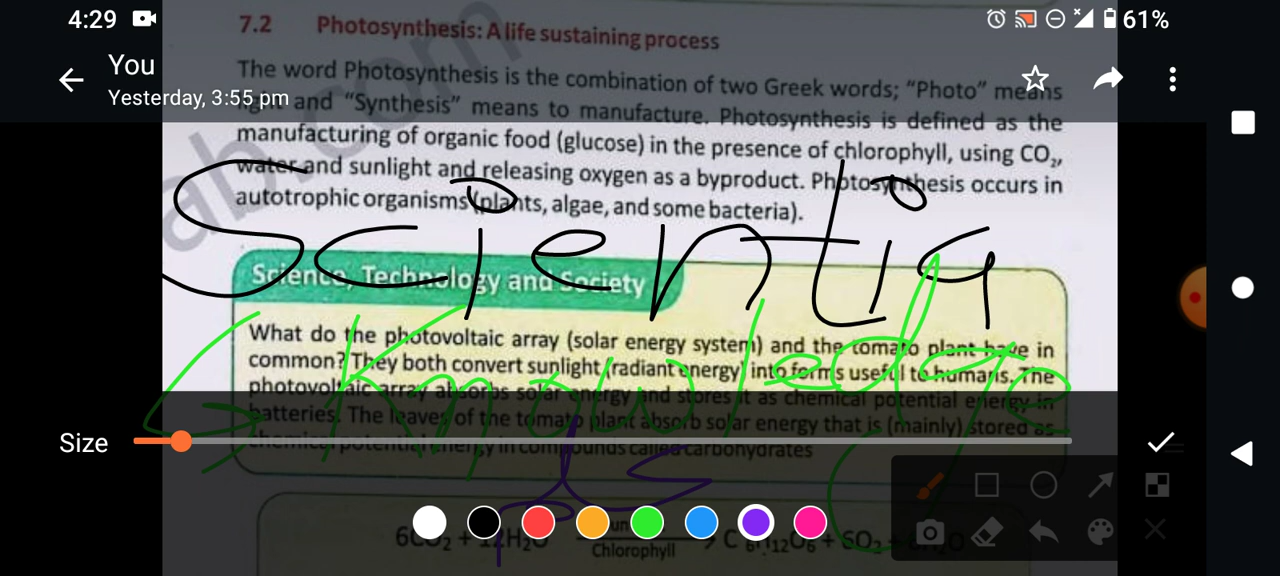 4:29
61%
You
Yesterday, 3:55 pm
7.2 Photosynthesis: A life sustaining process
The word Photosynthesis is the combination of two Greek words; "Photo" means
light and "Synthesis" means to manufacture. Photosynthesis is defined as the
manufacturing of organic food (glucose) in the presence of chlorophyll, using CO₂,
water and sunlight and releasing oxygen as a byproduct. Photosynthesis occurs in
autotrophic organisms (plants, algae, and some bacteria).
Science, Technology and Society
What do the photovoltaic array (solar energy system) and the tomato plant have in
common? They both convert sunlight (radiant energy) into forms useful to humans. The
photovoltaic array absorbs solar energy and stores it as chemical potential energy in
batteries. The leaves of the tomato plant absorb solar energy that is (mainly) stored as
chemical potential energy in compounds called carbohydrates
Size
6CO₂ + 12H₂O
Chlorophyll
C₆H₁₂O₆ + 6O₂ +